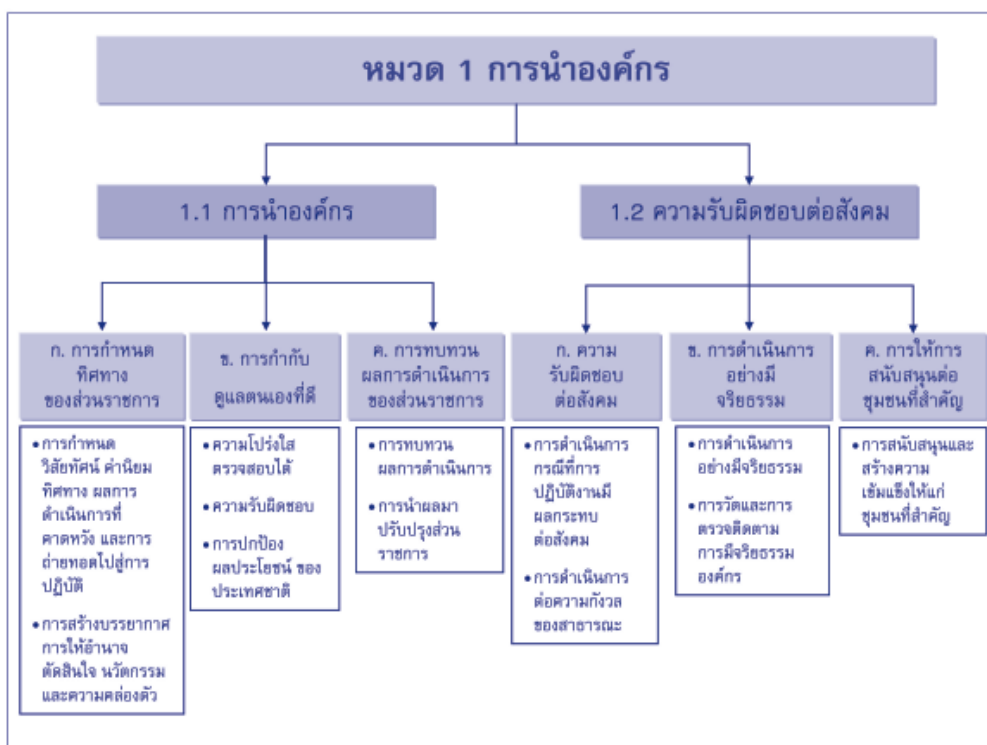 หมวด 1 การนำองค์กร
1.1 การนำองค์กร
1.2 ความรับผิดชอบต่อสังคม
ก. การกำหนด
ทิศทาง
ของส่วนราชการ
ข. การกำกับ
ดูแลตนเองที่ดี
ค. การทบทวน
ผลการดำเนินการ
ของส่วนราชการ
ก. ความ
รับผิดชอบ
ต่อสังคม
ข. การดำเนินการ
อย่างมี
จริยธรรม
ค. การให้การ
สนับสนุนต่อ
ชุมชนที่สำคัญ
• การกำหนด
วิสัยทัศน์ ค่านิยม
ทิศทาง ผลการ
ดำเนินการที่
คาดหวัง และการ
ถ่ายทอดไปสู่การ
ปฏิบัติ
• การสร้างบรรยากาศ
การให้อำนาจ
ตัดสินใจ นวัตกรรม
และความคล่องตัว
• ความโปร่งใส
ตรวจสอบได้
• ความรับผิดชอบ
• การปกป้อง
ผลประโยชน์ ของ
ประเทศชาติ
• การทบทวน
ผลการดำเนินการ
• การนำผลมา
ปรับปรุงส่วน
ราชการ
• การดำเนินการ
กรณีที่การ
ปฏิบัติงานมี
ผลกระทบ
ต่อสังคม
• การดำเนินการ
ต่อความกังวล
ของสาธารณะ
• การดำเนินการ
อย่างมีจริยธรรม
• การวัดและการ
ตรวจติดตาม
การมีจริยธรรม
องค์กร
• การสนับสนุนและ
สร้างความ
เข้มแข็งให้แก่
ชุมชนที่สำคัญ